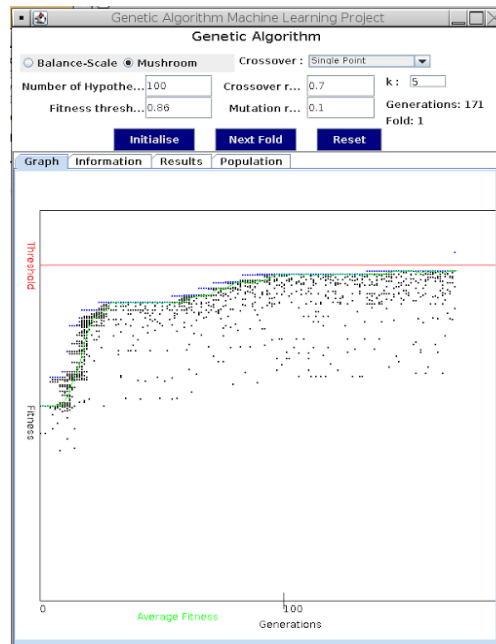 Genetic Algorithm Machine Learning Project
Genetic Algorithm
Balance-Scale Mushroom Crossover : Single Point
Number of Hypothe... 100 Crossover r... 0.7 k : 5
Fitness thresh... 0.86 Mutation r... 0.1 Generations: 171
Fold: 1
Initialise Next Fold Reset
Graph Information Results Population
Threshold
Fitness
0 100
Average Fitness Generations